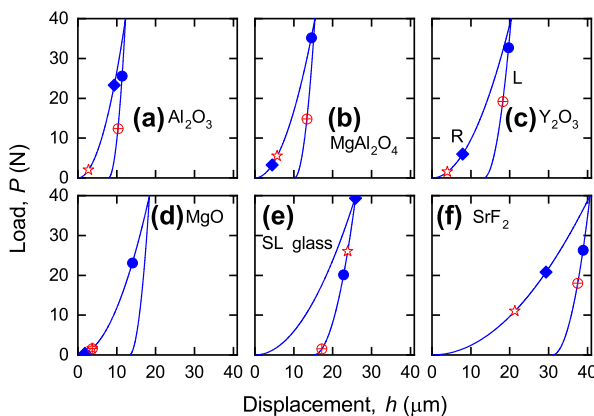 40
30
20
10
0
(a) Al₂O₃
(b)
MgAl₂O₄
L
R
(c) Y₂O₃
40
30
20
10
0
(d) MgO
(e)
SL glass
(f) SrF₂
0 10 20 30 40 0 10 20 30 40 0 10 20 30 40
Load, P (N)
Displacement, h (μm)